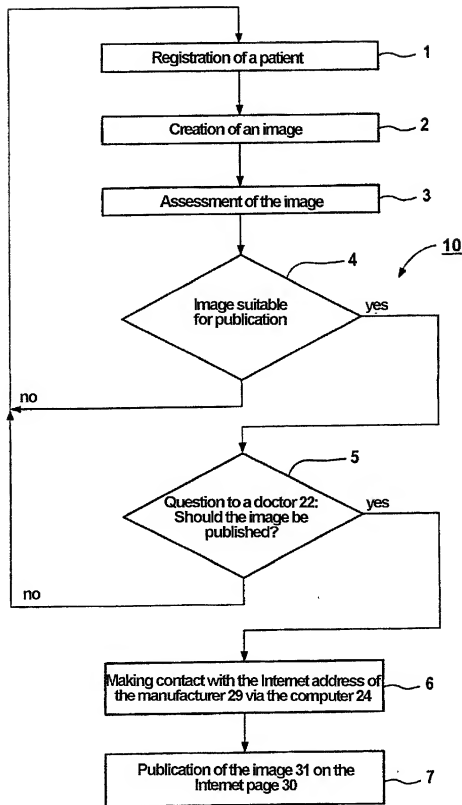 Registration of a patient
1
Creation of an image
2
Assessment of the image
3
10
4
Image suitable
for publication
yes
no
5
Question to a doctor 22:
Should the image be
published?
yes
no
Making contact with the Internet address of
the manufacturer 29 via the computer 24
6
Publication of the image 31 on the
Internet page 30
7